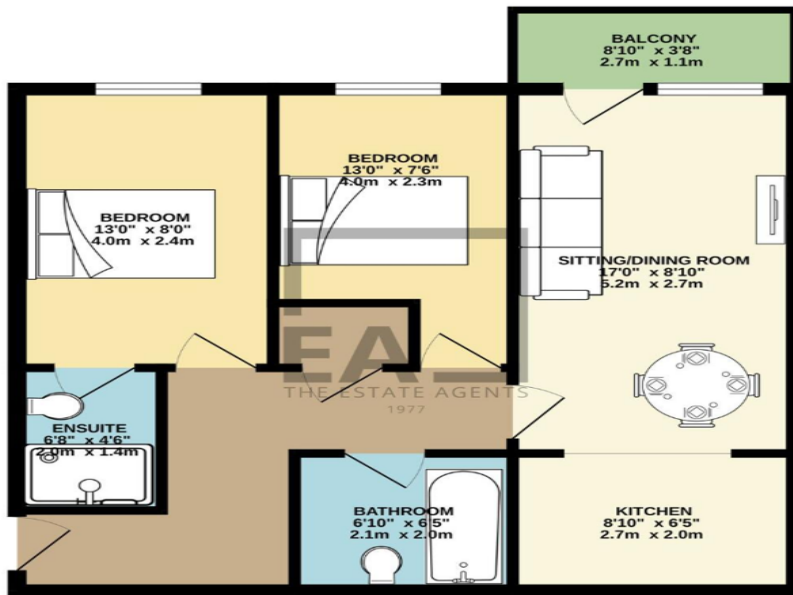 BALCONY
8'10" x 3'8"
2.7m x 1.1m
BEDROOM
13'0" x 7'6"
4.0m x 2.3m
BEDROOM
13'0" x 8'0"
4.0m x 2.4m
SITTING/DINING ROOM
17'0" x 8'10"
5.2m x 2.7m
EA
THE ESTATE AGENTS
1977
ENSUITE
6'8" x 4'6"
2.0m x 1.4m
BATHROOM
6'10" x 6'5"
2.1m x 2.0m
KITCHEN
8'10" x 6'5"
2.7m x 2.0m